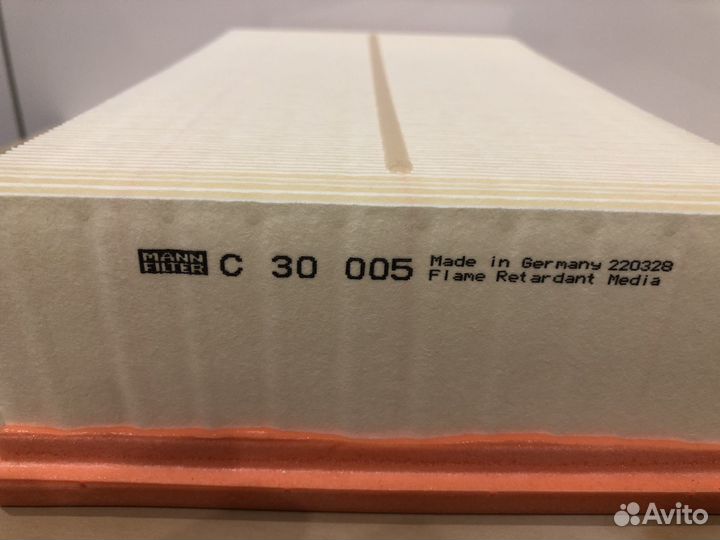 MANN FILTER C 30 005 Made in Germany 220328
Flame Retardant Media
Avito